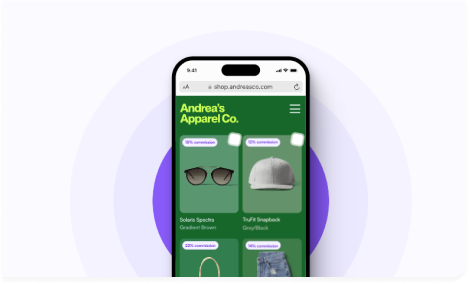 9:41
AA shop.andreasco.com
Andrea's
Apparel Co.
10% commission
12% commission
Solaris Spectra
TruFit Snapback
Gradient Brown
Grey/Black
22% commission
14% commission